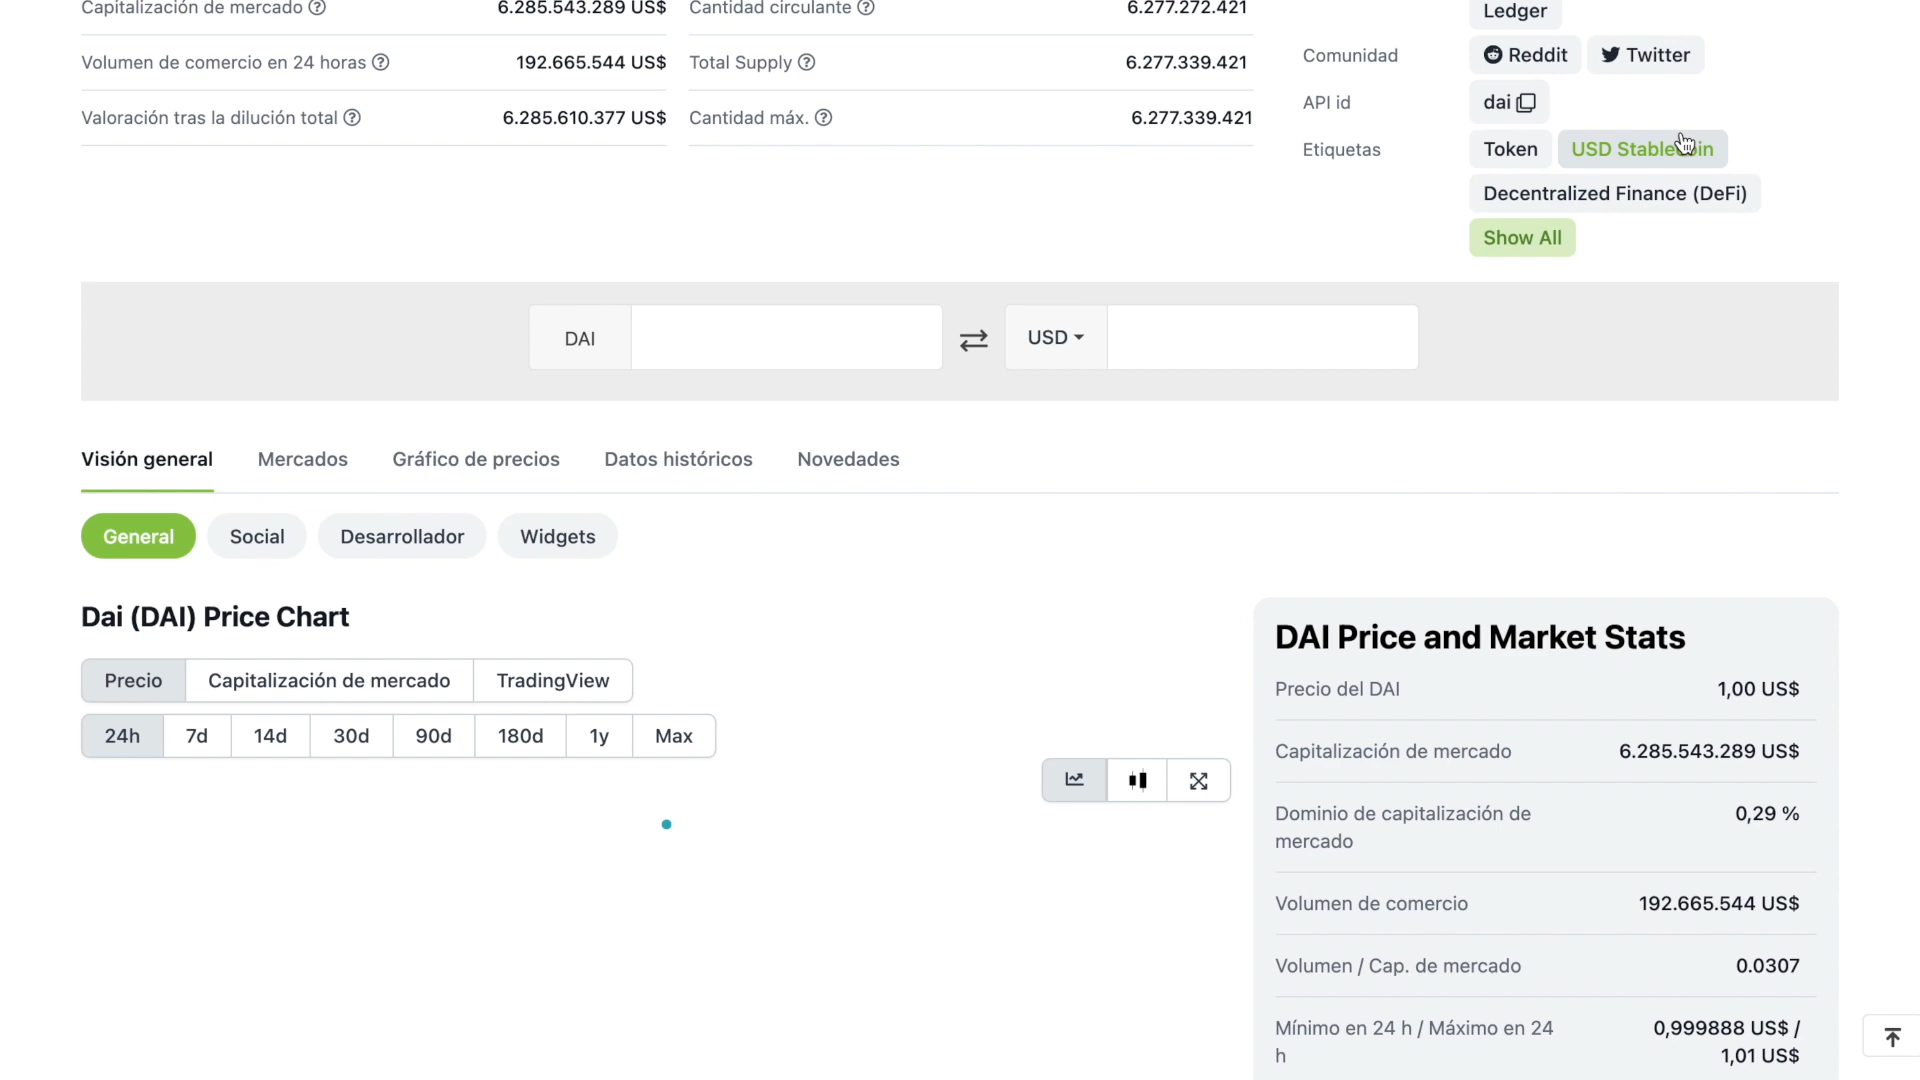 Capitalización de mercado 6.285.543.289 US$ Cantidad circulante 6.277.272.421
Ledger
Volumen de comercio en 24 horas 192.665.544 US$ Total Supply 6.277.339.421
Comunidad Reddit Twitter
API id dai
Valoración tras la dilución total 6.285.610.377 US$ Cantidad máx. 6.277.339.421
Etiquetas Token USD Stablecoin
Decentralized Finance (DeFi)
Show All
DAI USD
Visión general Mercados Gráfico de precios Datos históricos Novedades
General Social Desarrollador Widgets
Dai (DAI) Price Chart
Precio Capitalización de mercado TradingView
24h 7d 14d 30d 90d 180d 1y Max
DAI Price and Market Stats
Precio del DAI 1,00 US$
Capitalización de mercado 6.285.543.289 US$
Dominio de capitalización de 0,29 %
mercado
Volumen de comercio 192.665.544 US$
Volumen / Cap. de mercado 0.0307
Mínimo en 24 h / Máximo en 24 0,999888 US$ /
h 1,01 US$